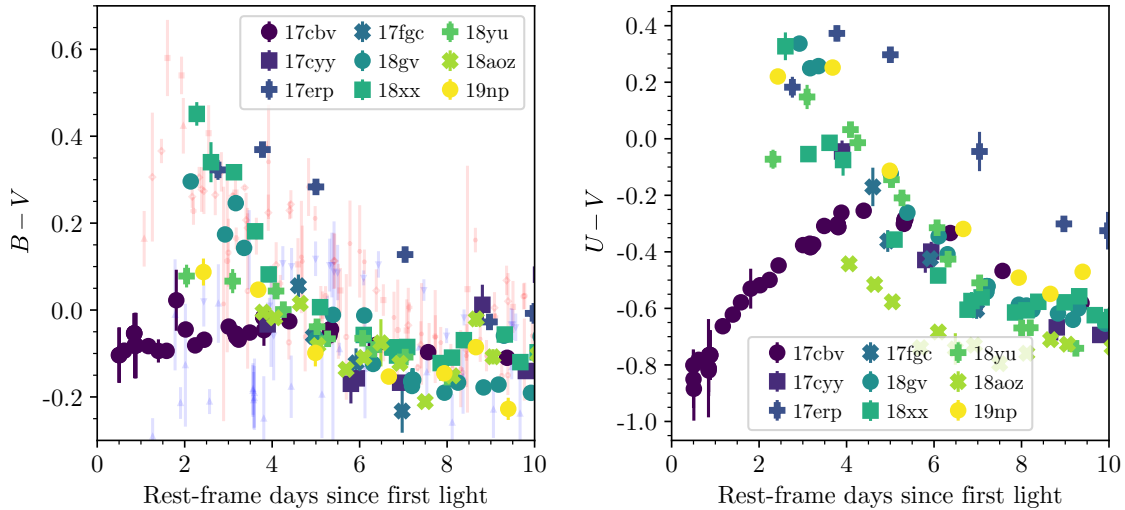 B − V
0.6
0.4
0.2
0.0
-0.2
17cbv 17fgc 18yu
17cyy 18gv 18aoz
17erp 18xx 19np
0 2 4 6 8 10
Rest-frame days since first light
U − V
0.4
0.2
0.0
-0.2
-0.4
-0.6
-0.8
-1.0
17cbv 17fgc 18yu
17cyy 18gv 18aoz
17erp 18xx 19np
0 2 4 6 8 10
Rest-frame days since first light